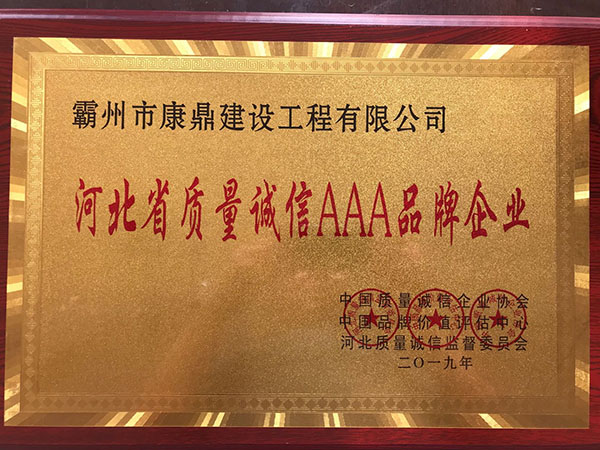 霸州市康鼎建设工程有限公司
河北省质量诚信AAA品牌企业
中国质量诚信企业协会
中国品牌价值评估中心
河北质量诚信监督委员会
二〇一九年